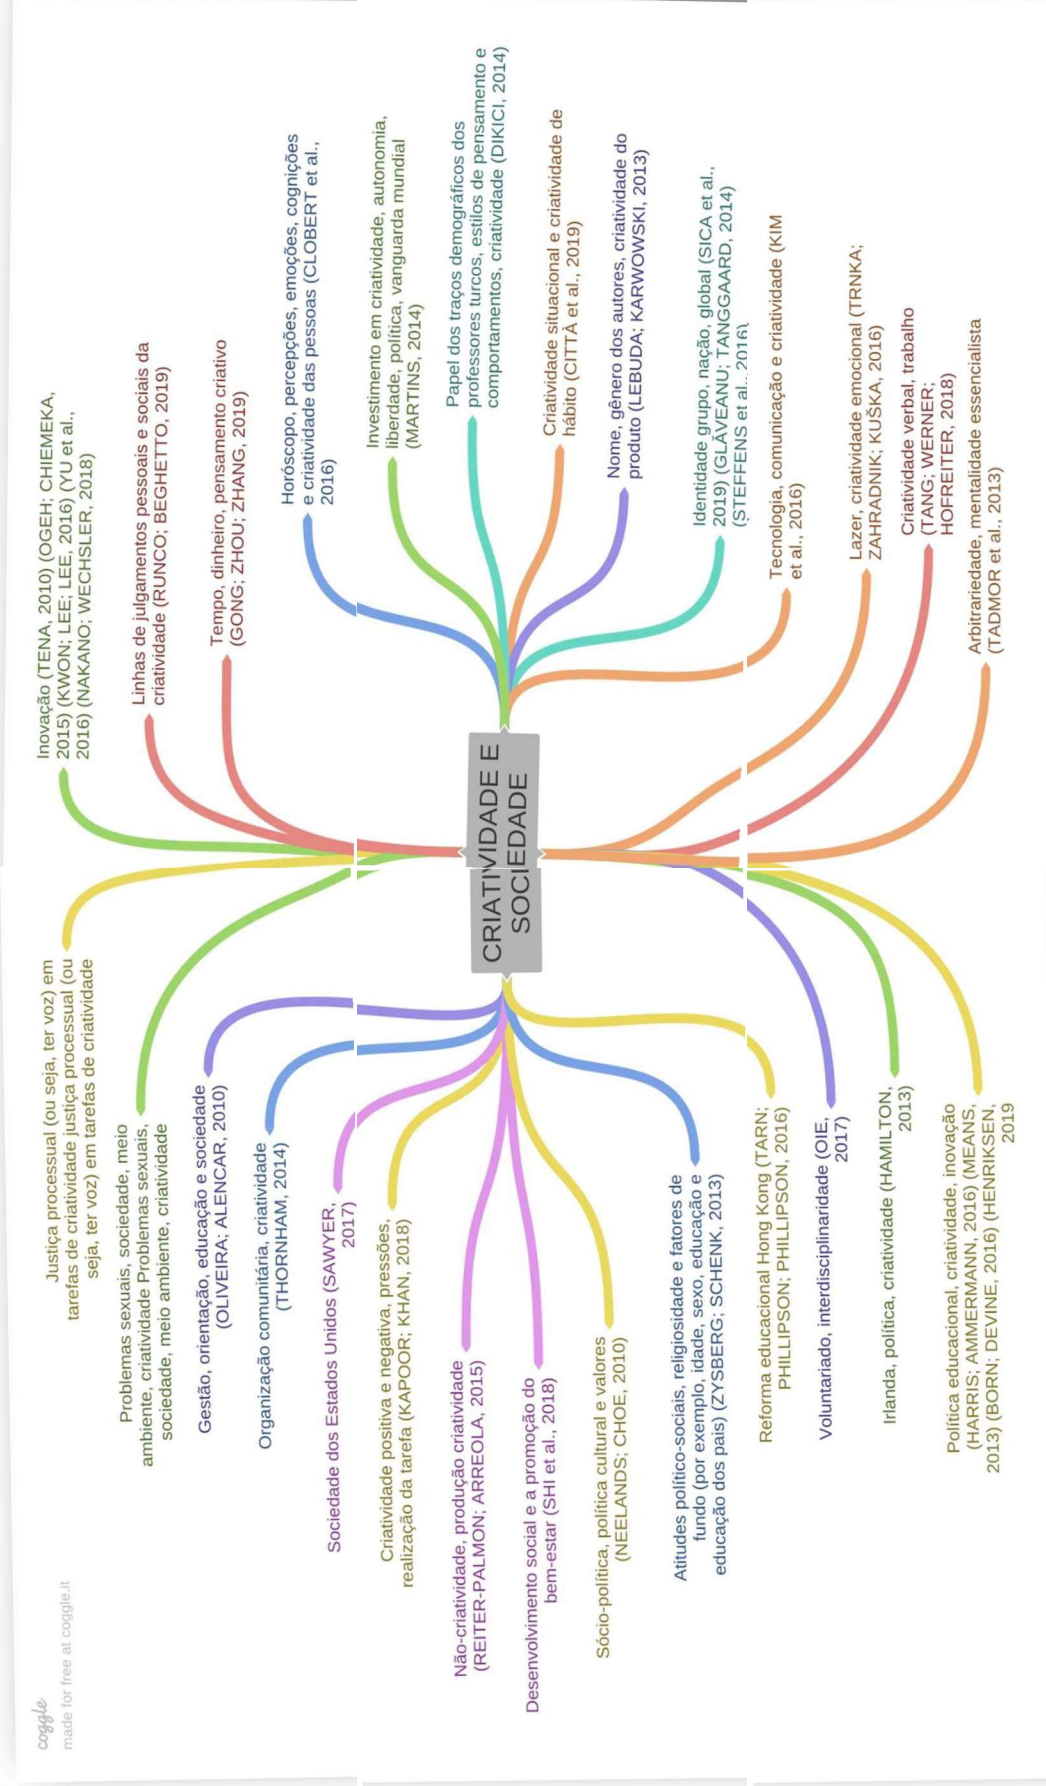 coggle
made for free at coggle.it
CRIATIVIDADE E
SOCIEDADE
Justiça processual (ou seja, ter voz) em
tarefas de criatividade justiça processual (ou
seja, ter voz) em tarefas de criatividade
Problemas sexuais, sociedade, meio
ambiente, criatividade Problemas sexuais,
sociedade, meio ambiente, criatividade
Gestão, orientação, educação e sociedade
(OLIVEIRA; ALENCAR, 2010)
Organização comunitária, criatividade
(THORNHAM, 2014)
Sociedade dos Estados Unidos (SAWYER,
2017)
Criatividade positiva e negativa, pressões,
realização da tarefa (KAPOOR; KHAN, 2018)
Não-criatividade, produção criatividade
(REITER-PALMON; ARREOLA, 2015)
Desenvolvimento social e a promoção do
bem-estar (SHI et al., 2018)
Sócio-política, política cultural e valores
(NEELANDS; CHOE, 2010)
Atitudes político-sociais, religiosidade e fatores de
fundo (por exemplo, idade, sexo, educação e
educação dos pais) (ZYSBERG; SCHENK, 2013)
Reforma educacional Hong Kong (TARN;
PHILLIPSON; PHILLIPSON, 2016)
Voluntariado, interdisciplinaridade (OIE,
2017)
Irlanda, política, criatividade (HAMILTON,
2013)
Política educacional, criatividade, inovação
(HARRIS; AMMERMANN, 2016) (MEANS,
2013) (BORN; DEVINE, 2016) (HENRIKSEN,
2019
Inovação (TENA, 2010) (OGEH; CHIEMEKA,
2015) (KWON; LEE; LEE, 2016) (YU et al.,
2016) (NAKANO; WECHSLER, 2018)
Linhas de julgamentos pessoais e sociais da
criatividade (RUNCO; BEGHETTO, 2019)
Tempo, dinheiro, pensamento criativo
(GONG; ZHOU; ZHANG, 2019)
Horóscopo, percepções, emoções, cognições
e criatividade das pessoas (CLOBERT et al.,
2016)
Investimento em criatividade, autonomia,
liberdade, política, vanguarda mundial
(MARTINS, 2014)
Papel dos traços demográficos dos
professores turcos, estilos de pensamento e
comportamentos, criatividade (DIKICI, 2014)
Criatividade situacional e criatividade de
hábito (CITTÀ et al., 2019)
Nome, gênero dos autores, criatividade do
produto (LEBUDA; KARWOWSKI, 2013)
Identidade grupo, nação, global (SICA et al.,
2019) (GLĂVEANU; TANGGAARD, 2014)
(STEFFENS et al., 2016)
Tecnologia, comunicação e criatividade (KIM
et al., 2016)
Lazer, criatividade emocional (TRNKA;
ZAHRADNIK; KUŠKA, 2016)
Criatividade verbal, trabalho
(TANG; WERNER;
HOFREITER, 2018)
Arbitrariedade, mentalidade essencialista
(TADMOR et al., 2013)